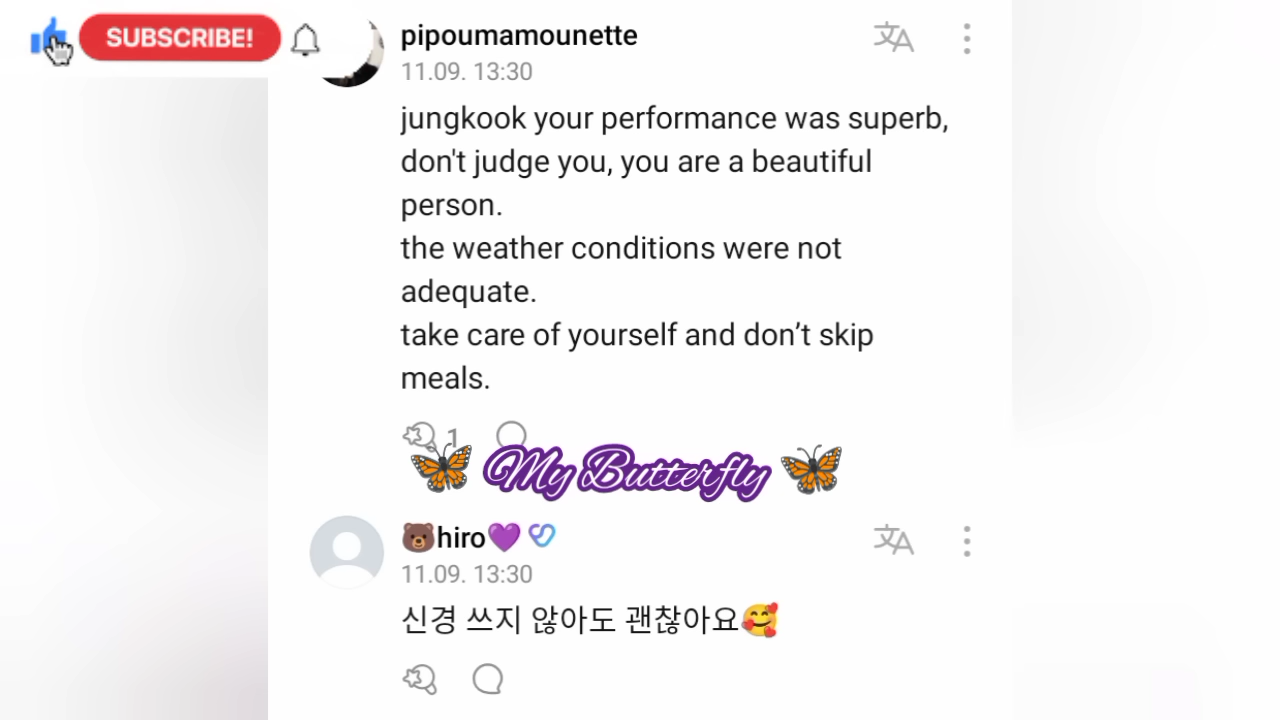 SUBSCRIBE!
pipoumamounette
11.09. 13:30
jungkook your performance was superb,
don't judge you, you are a beautiful
person.
the weather conditions were not
adequate.
take care of yourself and don’t skip
meals.
1
My Butterfly
🐻hiro💜
11.09. 13:30
신경 쓰지 않아도 괜찮아요🥰